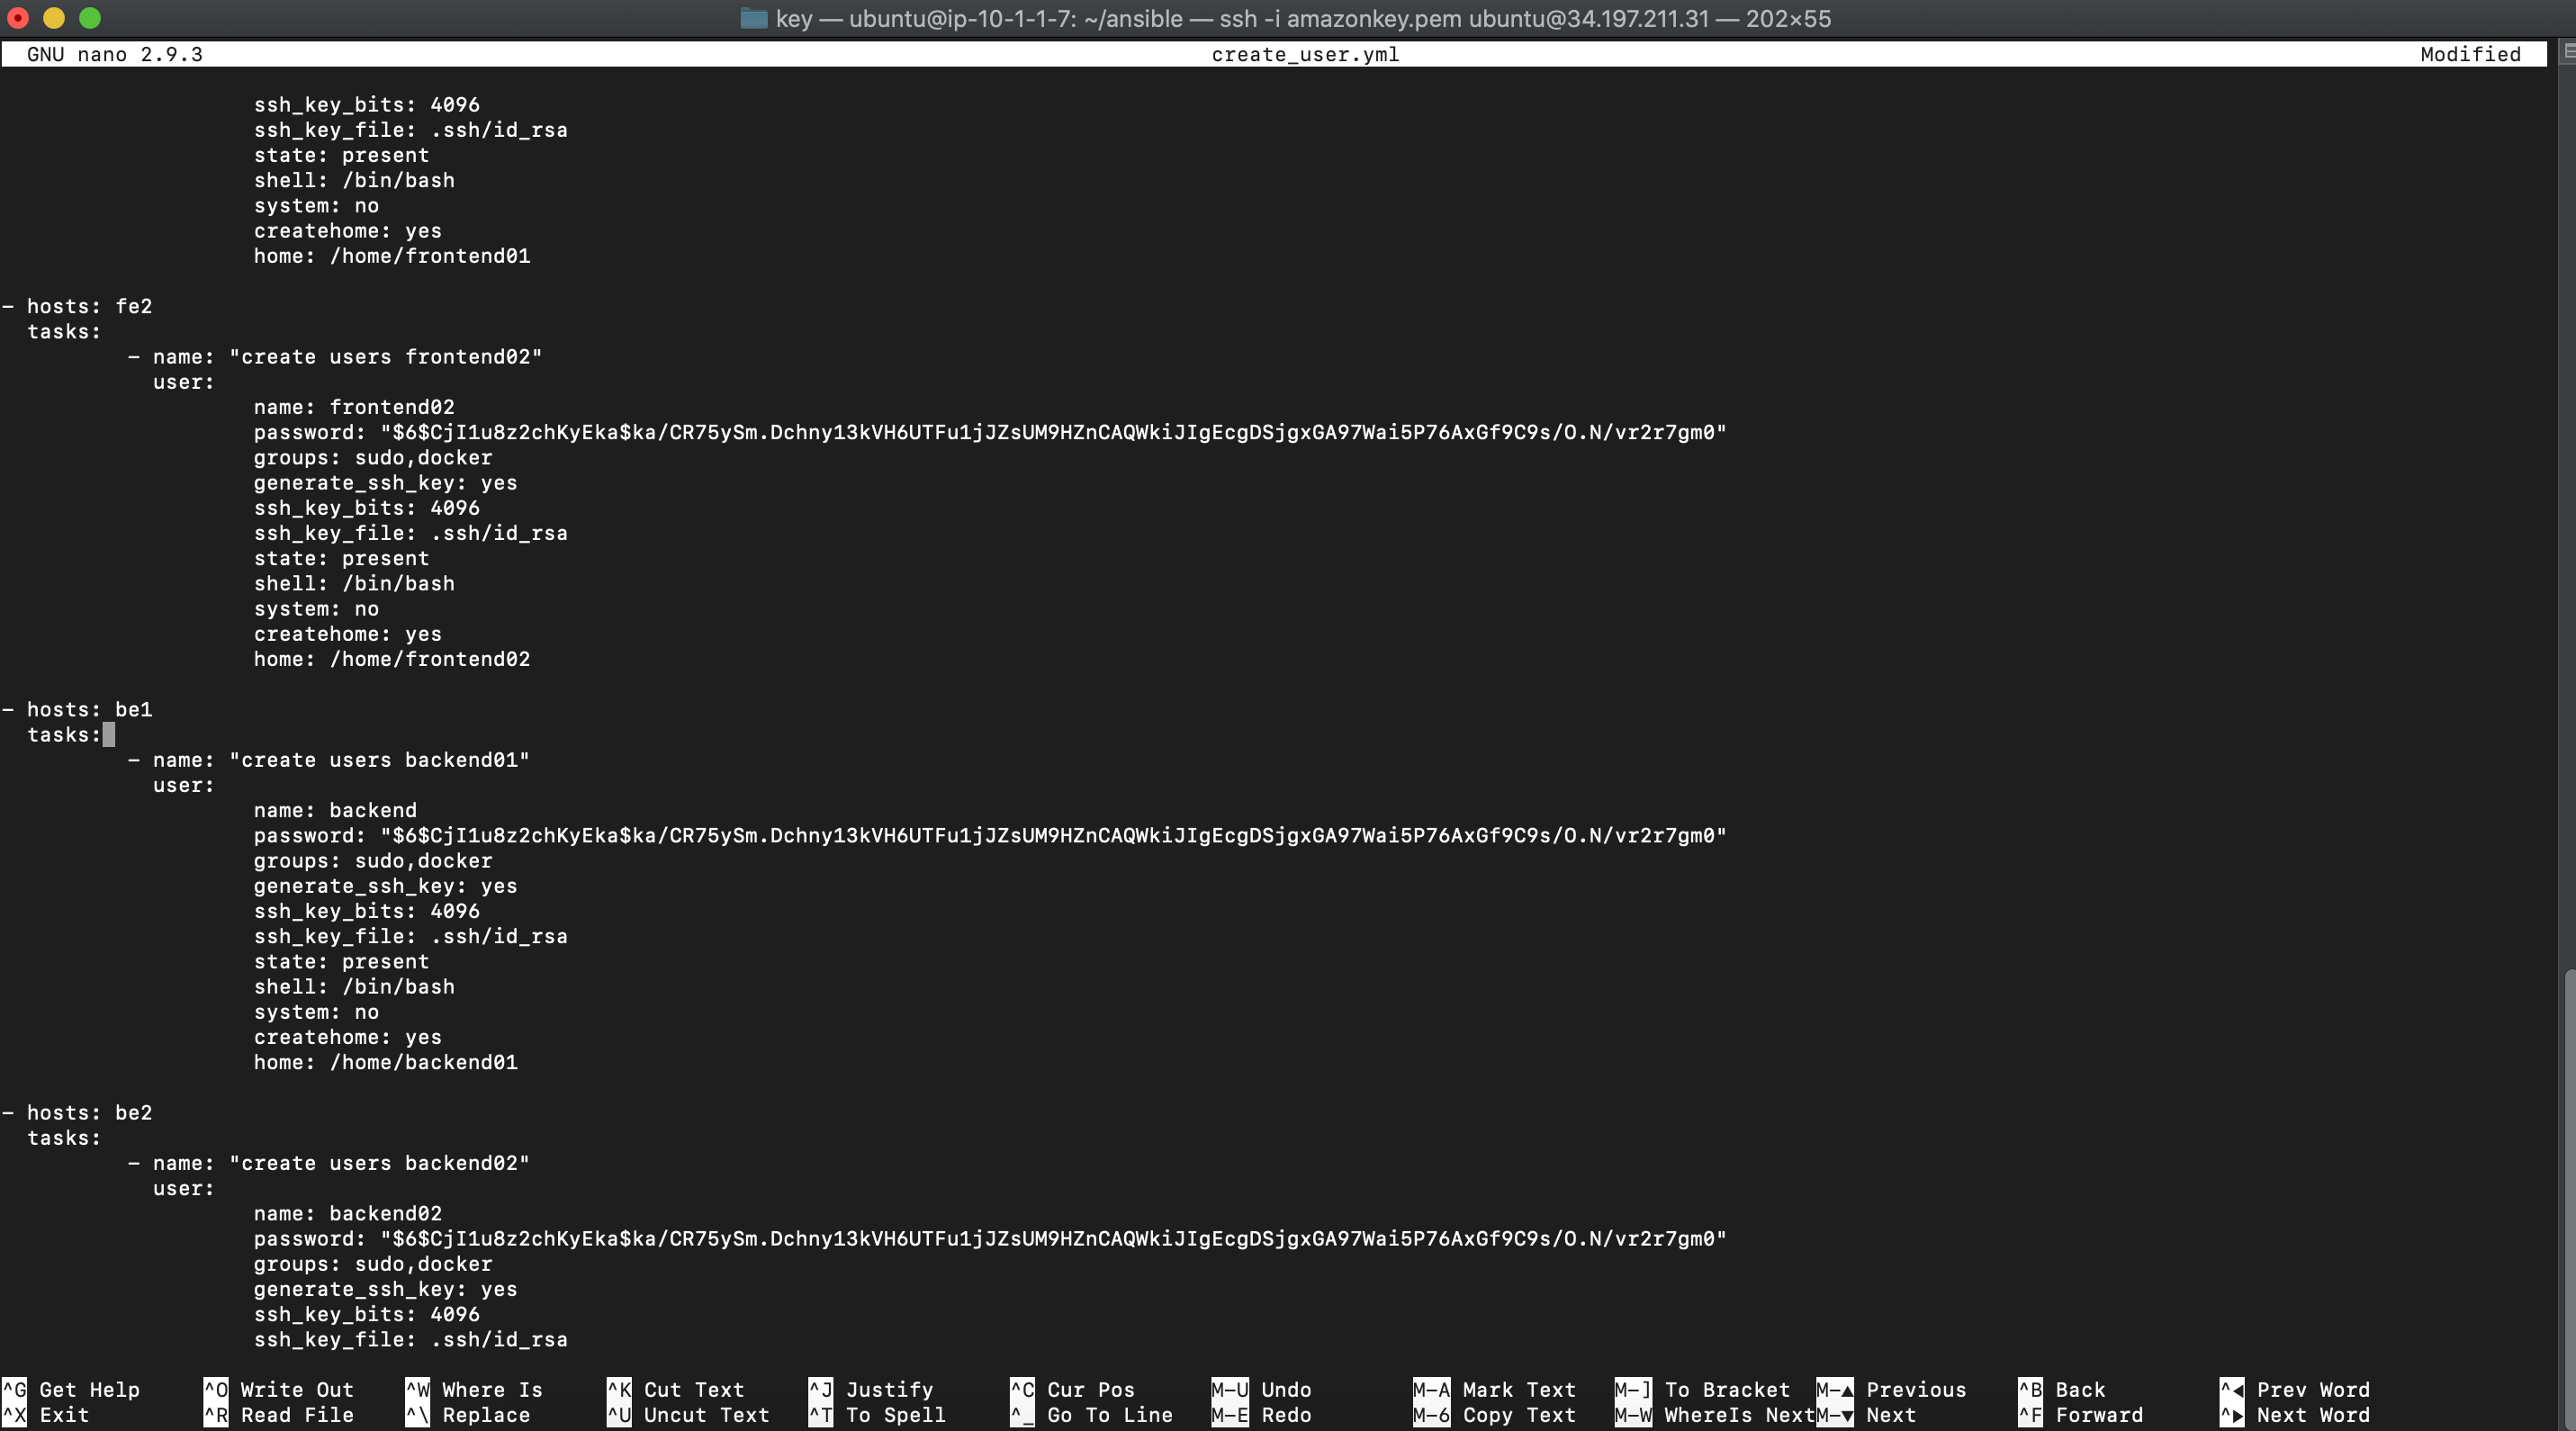 key — ubuntu@ip-10-1-1-7: ~/ansible — ssh -i amazonkey.pem ubuntu@34.197.211.31 — 202×55
GNU nano 2.9.3 create_user.yml Modified
ssh_key_bits: 4096
ssh_key_file: .ssh/id_rsa
state: present
shell: /bin/bash
system: no
createhome: yes
home: /home/frontend01
- hosts: fe2
tasks:
- name: "create users frontend02"
user:
name: frontend02
password: "$6$CjI1u8z2chKyEka$ka/CR75ySm.Dchny13kVH6UTFu1jJZsUM9HZnCAQWkiJIgEcgDSjgxGA97Wai5P76AxGf9C9s/O.N/vr2r7gm0"
groups: sudo,docker
generate_ssh_key: yes
ssh_key_bits: 4096
ssh_key_file: .ssh/id_rsa
state: present
shell: /bin/bash
system: no
createhome: yes
home: /home/frontend02
- hosts: be1
tasks:
- name: "create users backend01"
user:
name: backend
password: "$6$CjI1u8z2chKyEka$ka/CR75ySm.Dchny13kVH6UTFu1jJZsUM9HZnCAQWkiJIgEcgDSjgxGA97Wai5P76AxGf9C9s/O.N/vr2r7gm0"
groups: sudo,docker
generate_ssh_key: yes
ssh_key_bits: 4096
ssh_key_file: .ssh/id_rsa
state: present
shell: /bin/bash
system: no
createhome: yes
home: /home/backend01
- hosts: be2
tasks:
- name: "create users backend02"
user:
name: backend02
password: "$6$CjI1u8z2chKyEka$ka/CR75ySm.Dchny13kVH6UTFu1jJZsUM9HZnCAQWkiJIgEcgDSjgxGA97Wai5P76AxGf9C9s/O.N/vr2r7gm0"
groups: sudo,docker
generate_ssh_key: yes
ssh_key_bits: 4096
ssh_key_file: .ssh/id_rsa
^G Get Help ^O Write Out ^W Where Is ^K Cut Text ^J Justify ^C Cur Pos M-U Undo M-A Mark Text M-] To Bracket M-▲ Previous ^B Back ^◀ Prev Word
^X Exit ^R Read File ^\ Replace ^U Uncut Text ^T To Spell ^_ Go To Line M-E Redo M-6 Copy Text M-W WhereIs Next M-▼ Next ^F Forward ^▶ Next Word